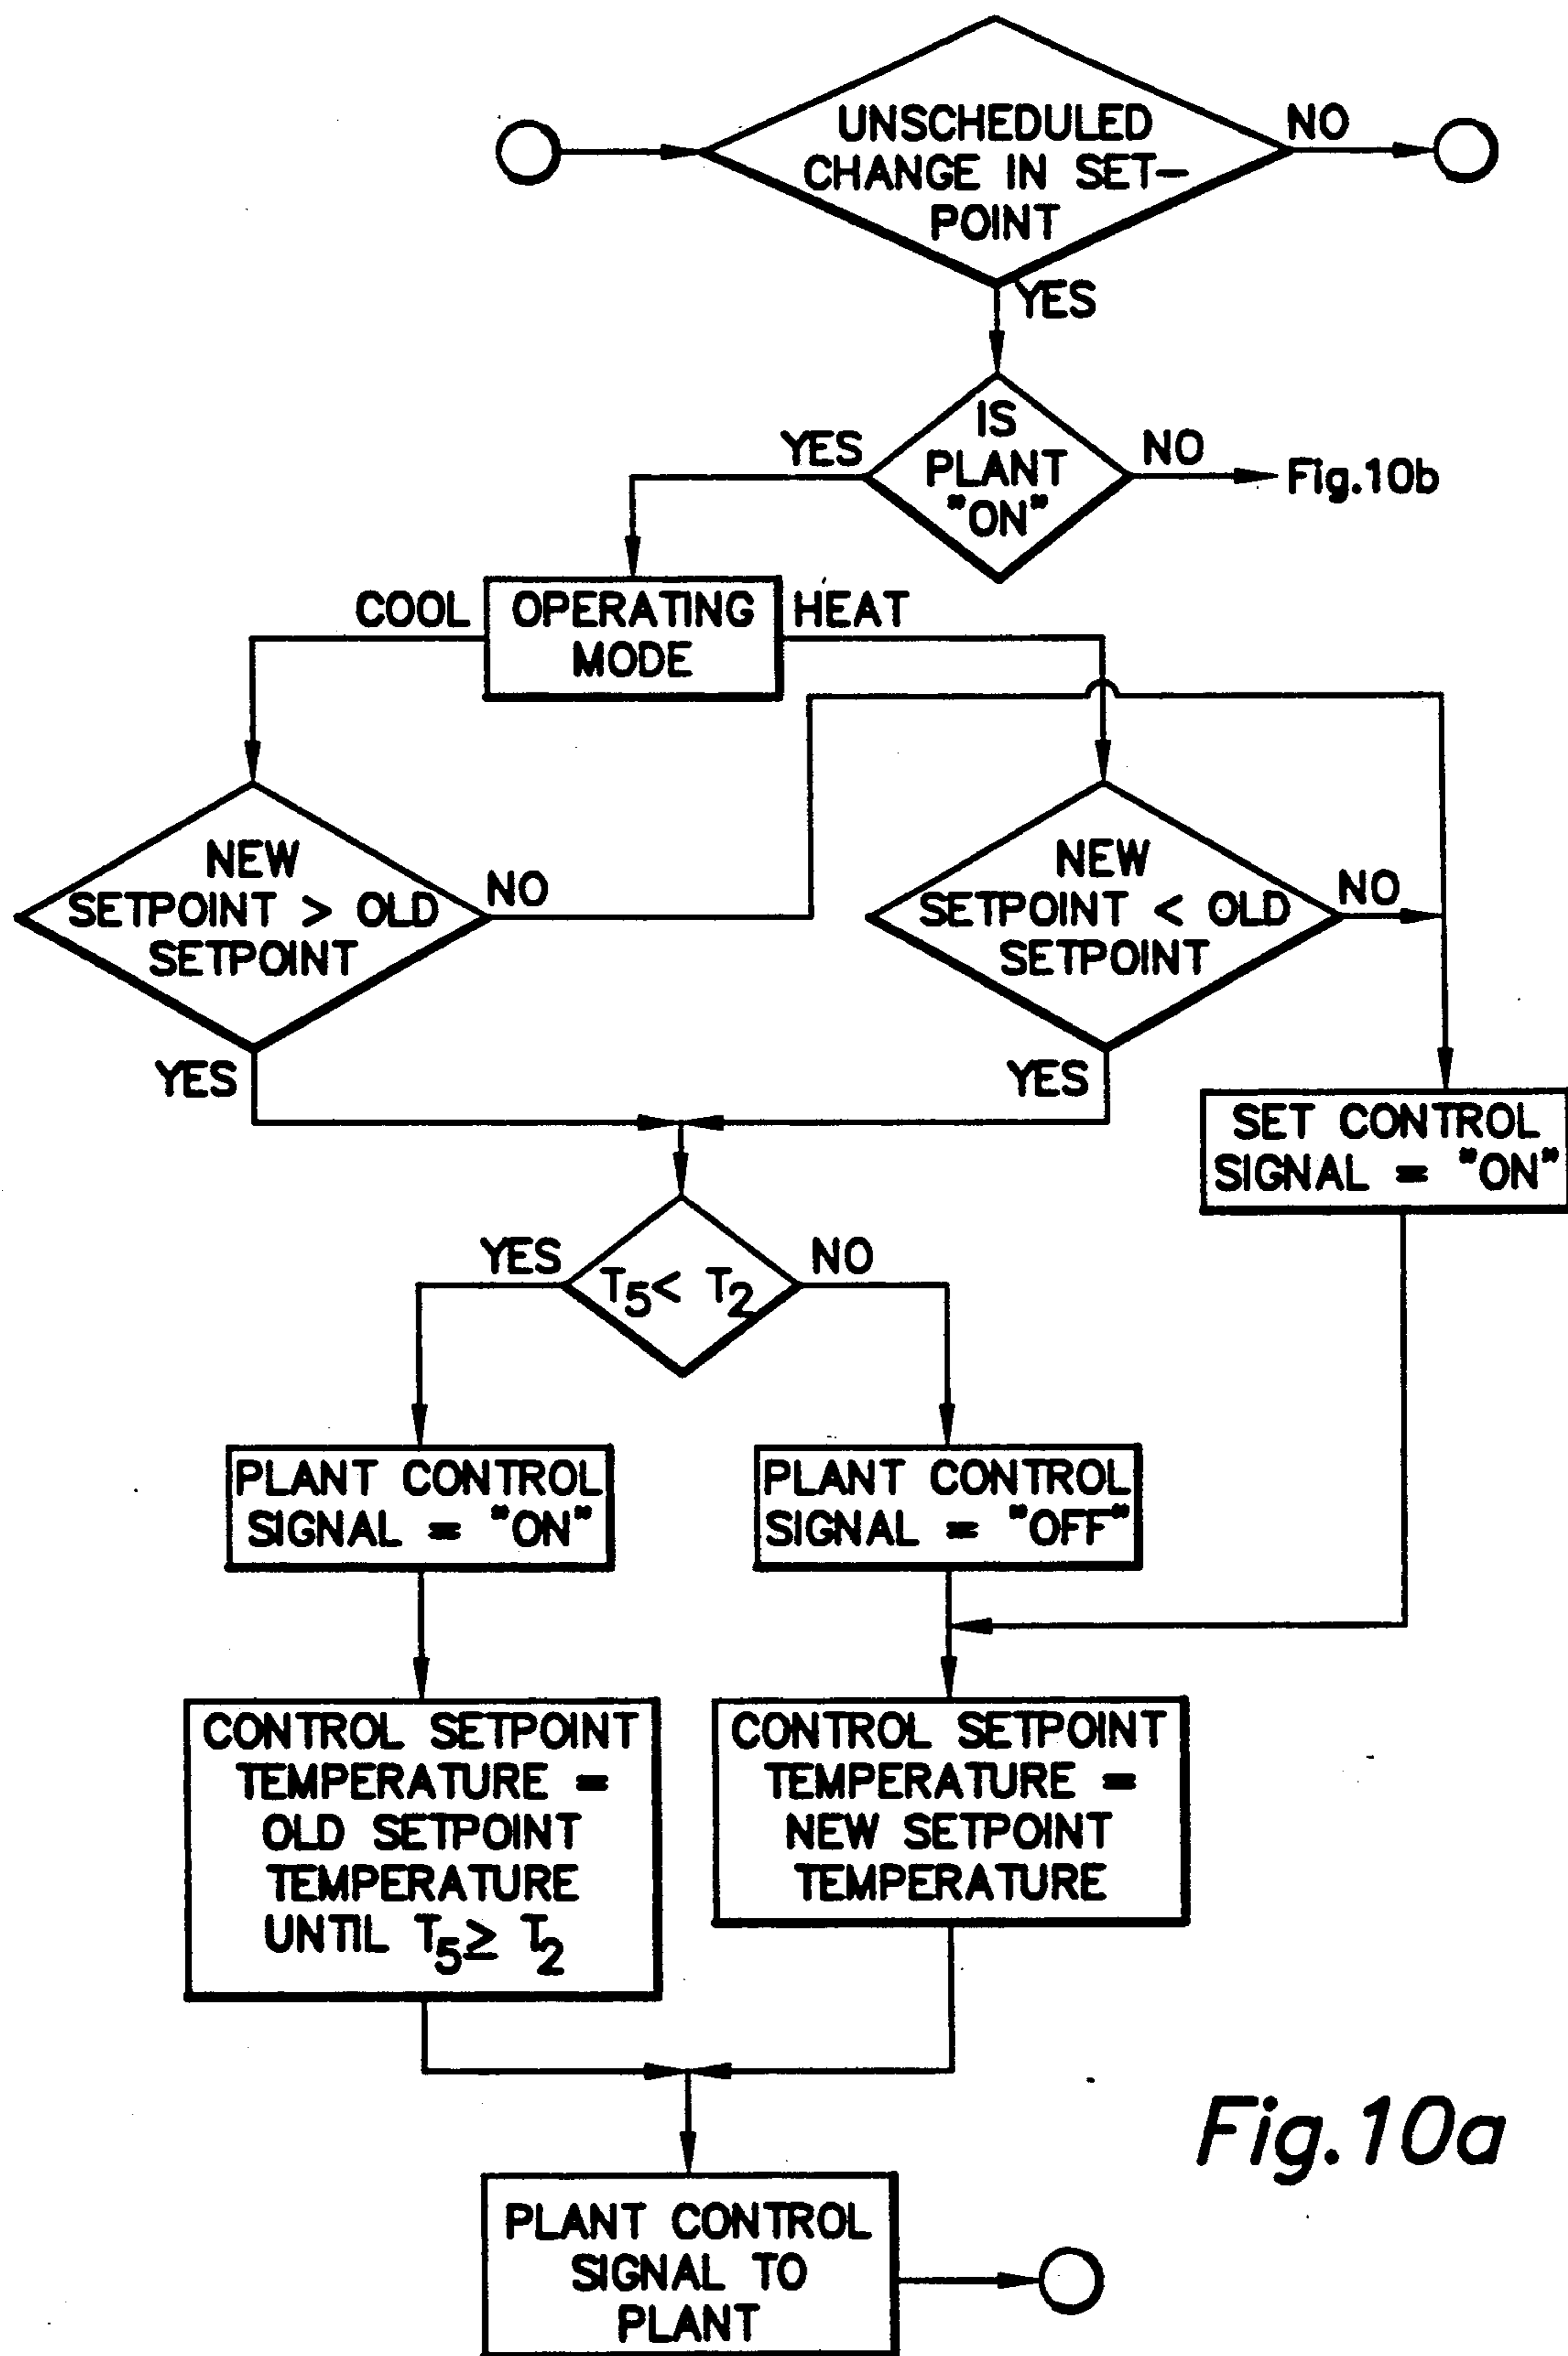 UNSCHEDULED
CHANGE IN SET-
POINT
NO
YES
IS
PLANT
"ON"
YES
NO
Fig.10b
COOL
OPERATING
MODE
HEAT
NEW
SETPOINT > OLD
SETPOINT
NO
YES
NEW
SETPOINT < OLD
SETPOINT
NO
YES
SET CONTROL
SIGNAL = "ON"
YES
T₅< T₂
NO
PLANT CONTROL
SIGNAL = "ON"
PLANT CONTROL
SIGNAL = "OFF"
CONTROL SETPOINT
TEMPERATURE =
OLD SETPOINT
TEMPERATURE
UNTIL T₅≥ T₂
CONTROL SETPOINT
TEMPERATURE =
NEW SETPOINT
TEMPERATURE
PLANT CONTROL
SIGNAL TO
PLANT
Fig.10a